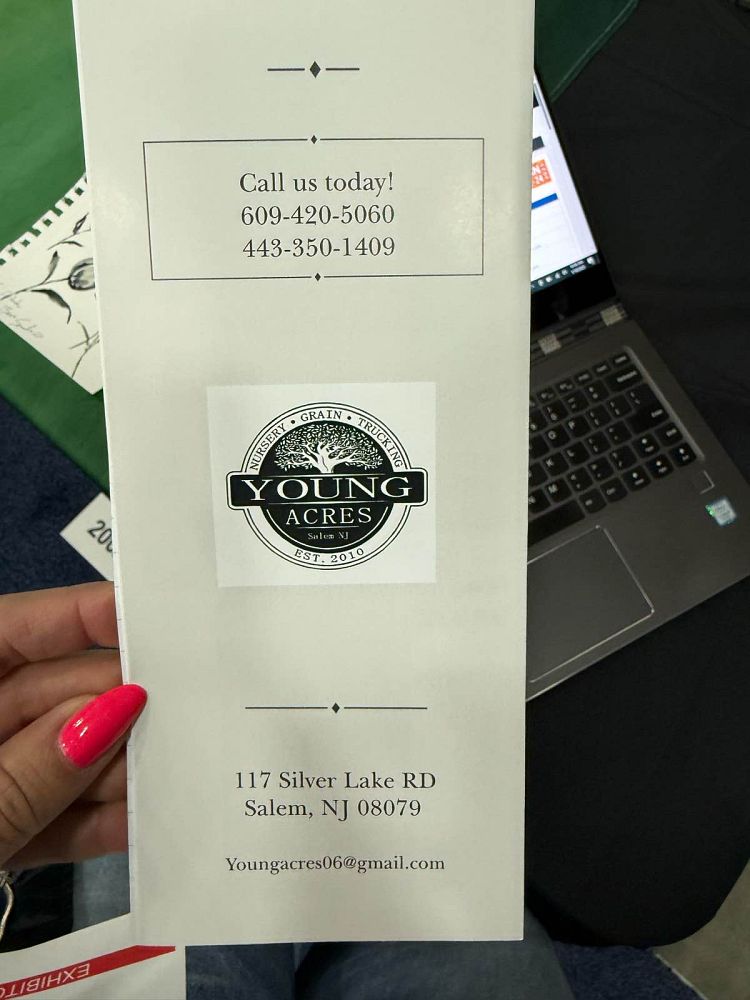 Call us today!
609-420-5060
443-350-1409
NURSERY • GRAIN • TRUCKING
YOUNG
ACRES
Salem NJ
EST. 2010
117 Silver Lake RD
Salem, NJ 08079
Youngacres06@gmail.com